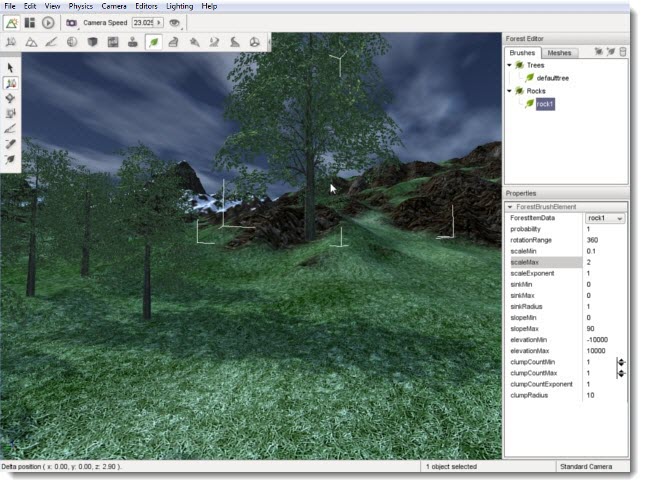 File Edit View Physics Camera Editors Lighting Help
Camera Speed 23.025
Forest Editor
Brushes Meshes
Trees
defaulttree
Rocks
rock1
Properties
ForestBrushElement
ForestItemData rock1
probability 1
rotationRange 360
scaleMin 0.1
scaleMax 2
scaleExponent 1
sinkMin 0
sinkMax 0
sinkRadius 1
slopeMin 0
slopeMax 90
elevationMin -10000
elevationMax 10000
clumpCountMin 1
clumpCountMax 1
clumpCountExponent 1
clumpRadius 10
Delta position ( x: 0.00, y: 0.00, z: 2.90 ). 1 object selected Standard Camera